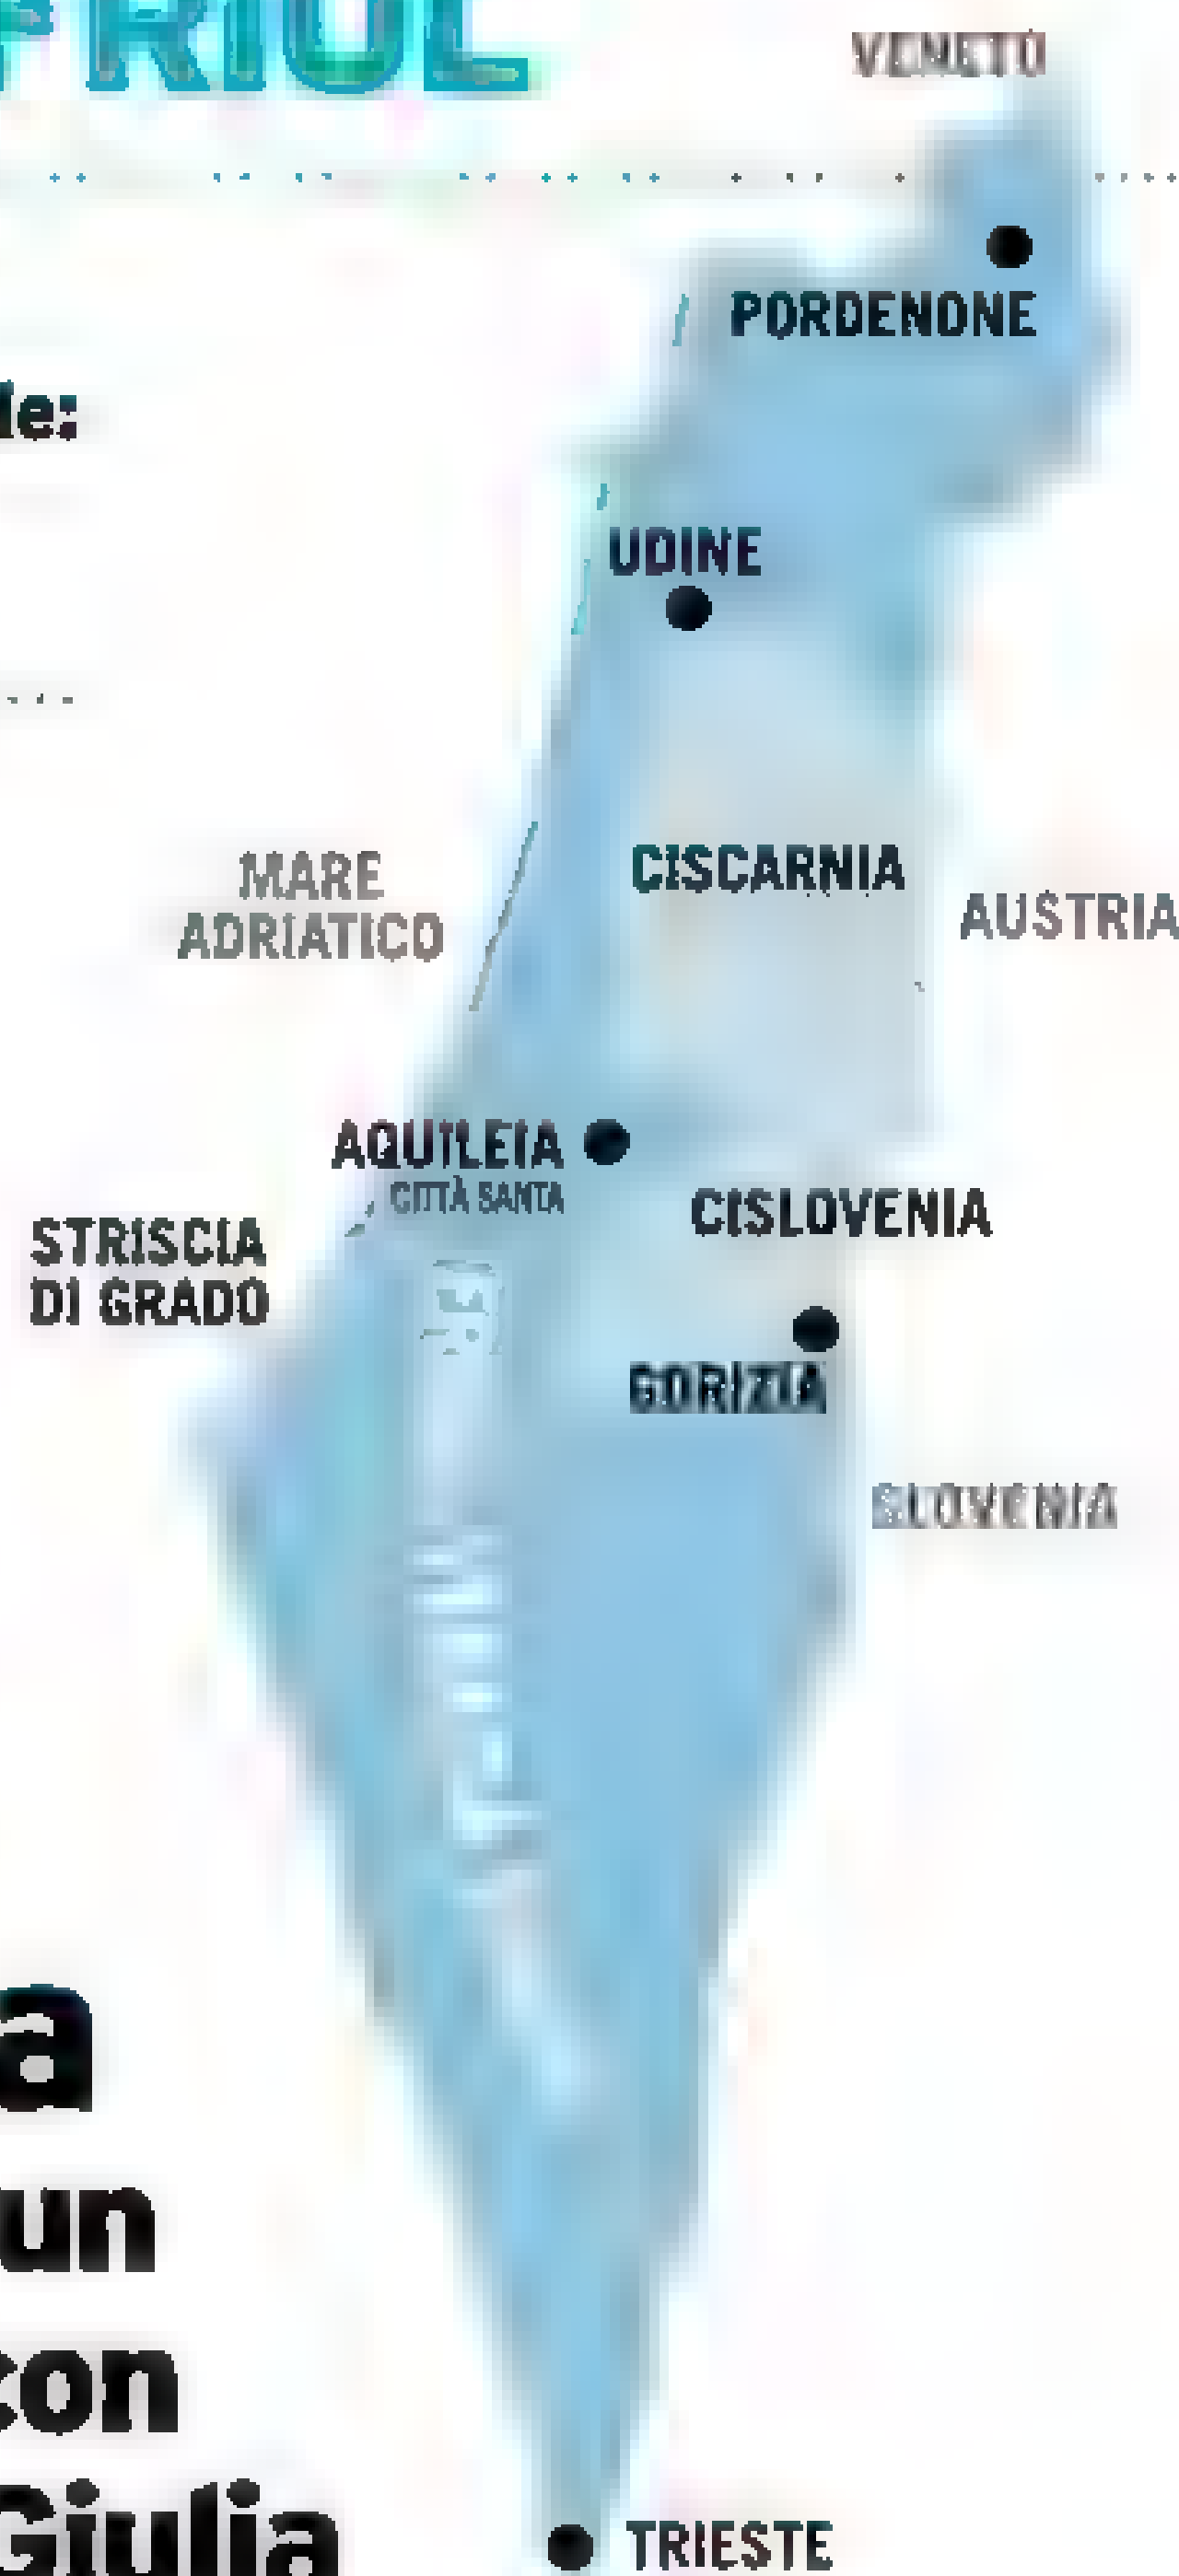 FRIUL
VENETO
PORDENONE
le:
UDINE
CISCARNIA
MARE
ADRIATICO
AUSTRIA
AQUILEIA
CITTÀ SANTA
CISLOVENIA
STRISCIA
DI GRADO
GORIZIA
SLOVENIA
a
un
con
Giulia
TRIESTE